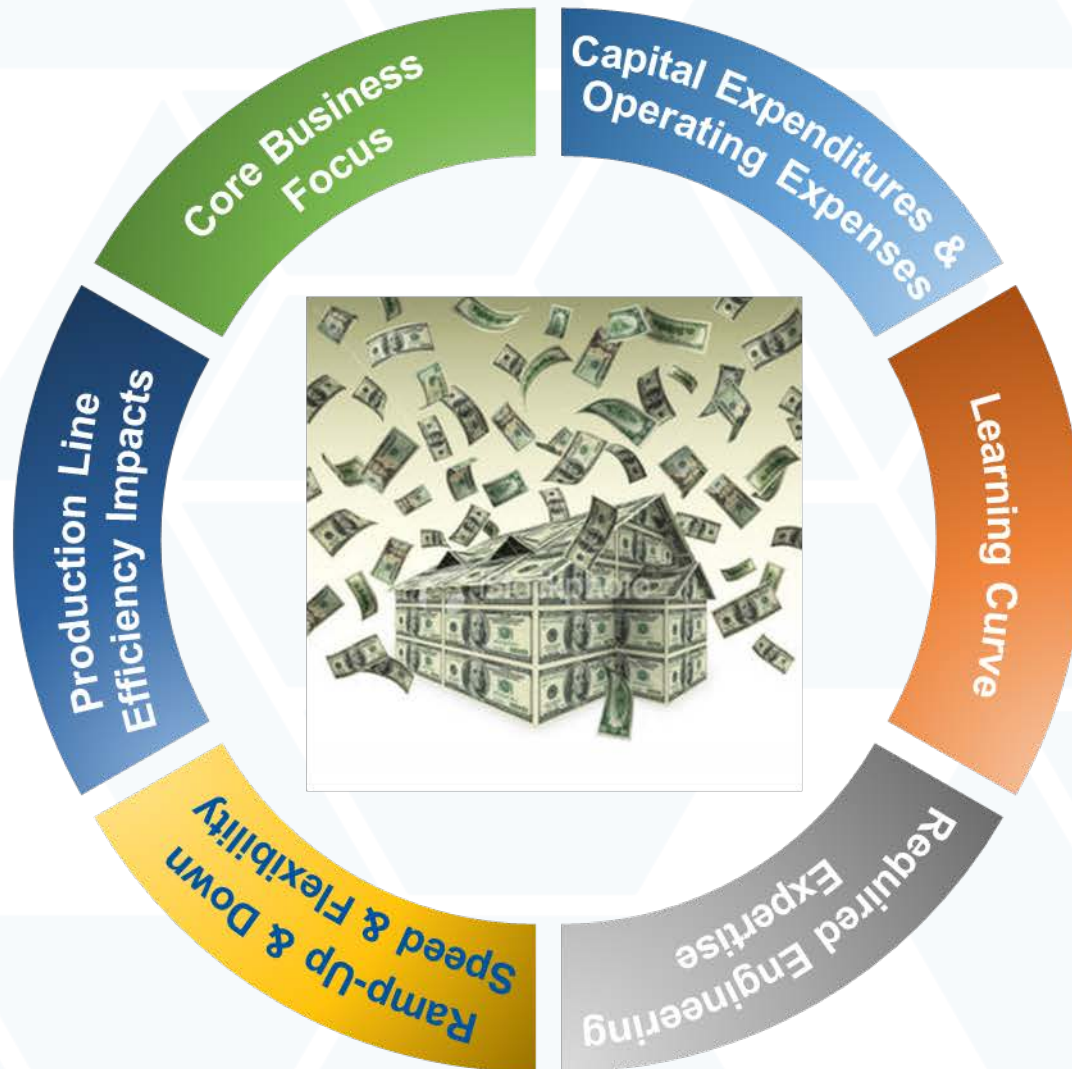 Core Business
Focus
Capital Expenditures &
Operating Expenses
Learning Curve
Required Engineering
Expertise
Ramp-Up & Down
Speed & Flexibility
Production Line
Efficiency Impacts